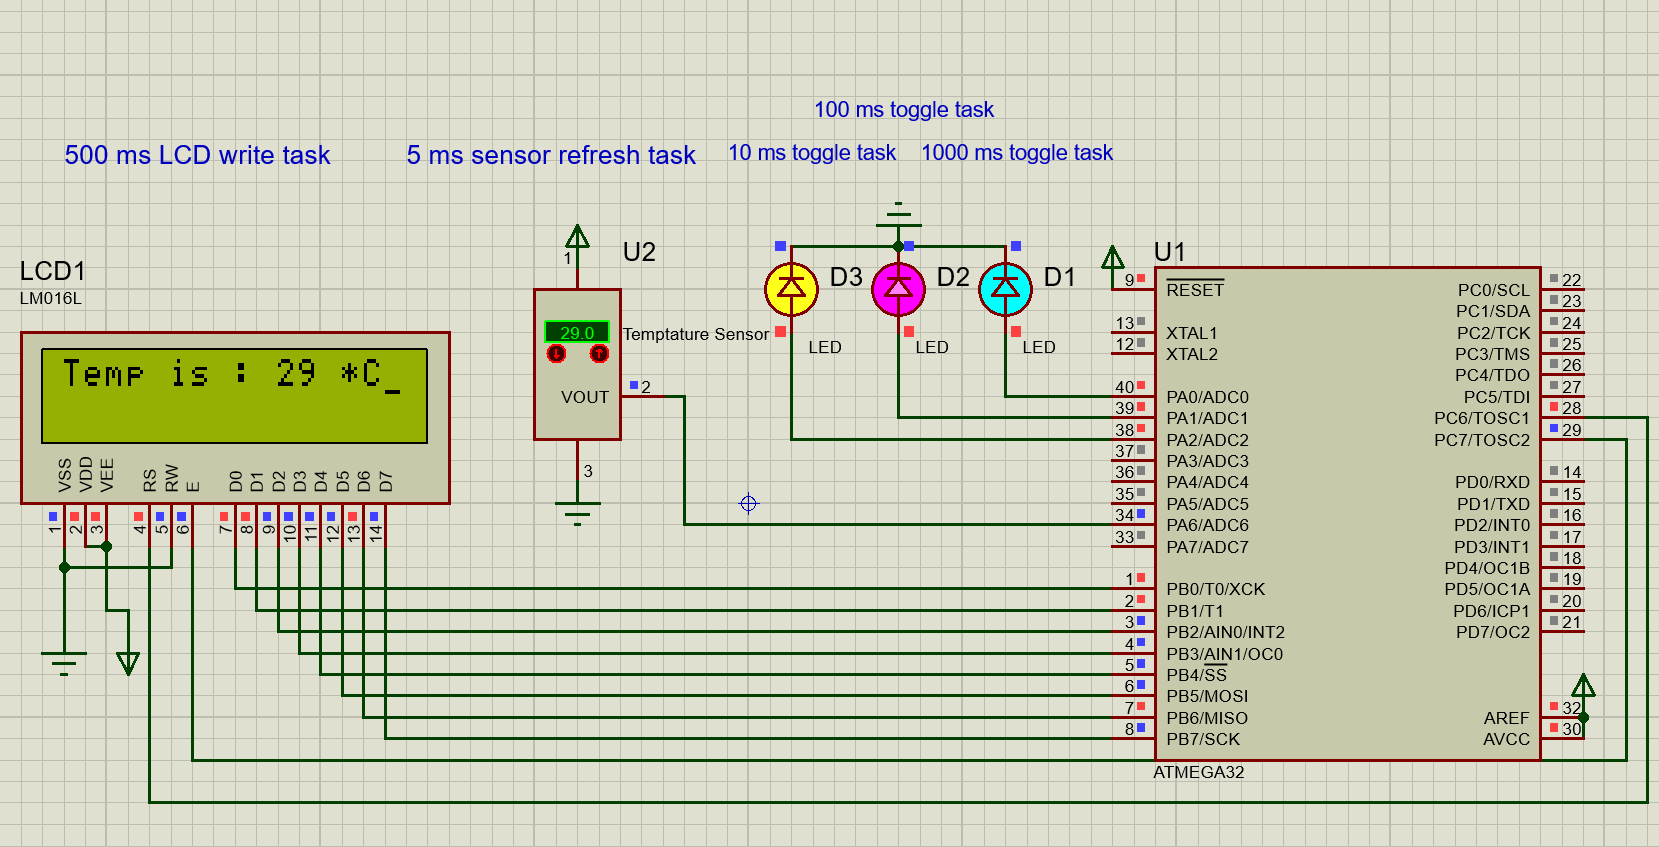 100 ms toggle task
500 ms LCD write task
5 ms sensor refresh task
10 ms toggle task
1000 ms toggle task
LCD1
LM016L
Temp is : 29 *C_
VSS
VDD
VEE
RS
RW
E
D0
D1
D2
D3
D4
D5
D6
D7
1
2
3
4
5
6
7
8
9
10
11
12
13
14
U2
1
29.0
Temptature Sensor
VOUT
2
3
D3
LED
D2
LED
D1
LED
U1
9
RESET
13
XTAL1
12
XTAL2
40
PA0/ADC0
39
PA1/ADC1
38
PA2/ADC2
37
PA3/ADC3
36
PA4/ADC4
35
PA5/ADC5
34
PA6/ADC6
33
PA7/ADC7
1
PB0/T0/XCK
2
PB1/T1
3
PB2/AIN0/INT2
4
PB3/AIN1/OC0
5
PB4/SS
6
PB5/MOSI
7
PB6/MISO
8
PB7/SCK
PC0/SCL
22
PC1/SDA
23
PC2/TCK
24
PC3/TMS
25
PC4/TDO
26
PC5/TDI
27
PC6/TOSC1
28
PC7/TOSC2
29
PD0/RXD
14
PD1/TXD
15
PD2/INT0
16
PD3/INT1
17
PD4/OC1B
18
PD5/OC1A
19
PD6/ICP1
20
PD7/OC2
21
AREF
32
AVCC
30
ATMEGA32